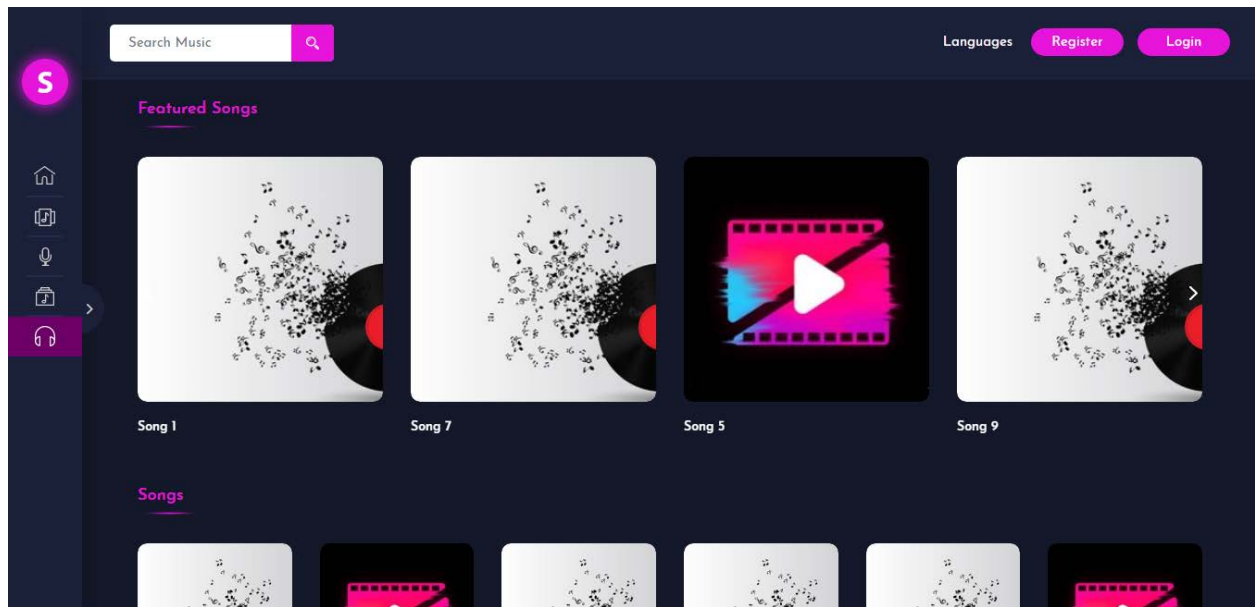 Search Music
Languages Register Login
S
Featured Songs
Song 1
Song 7
Song 5
Song 9
Songs